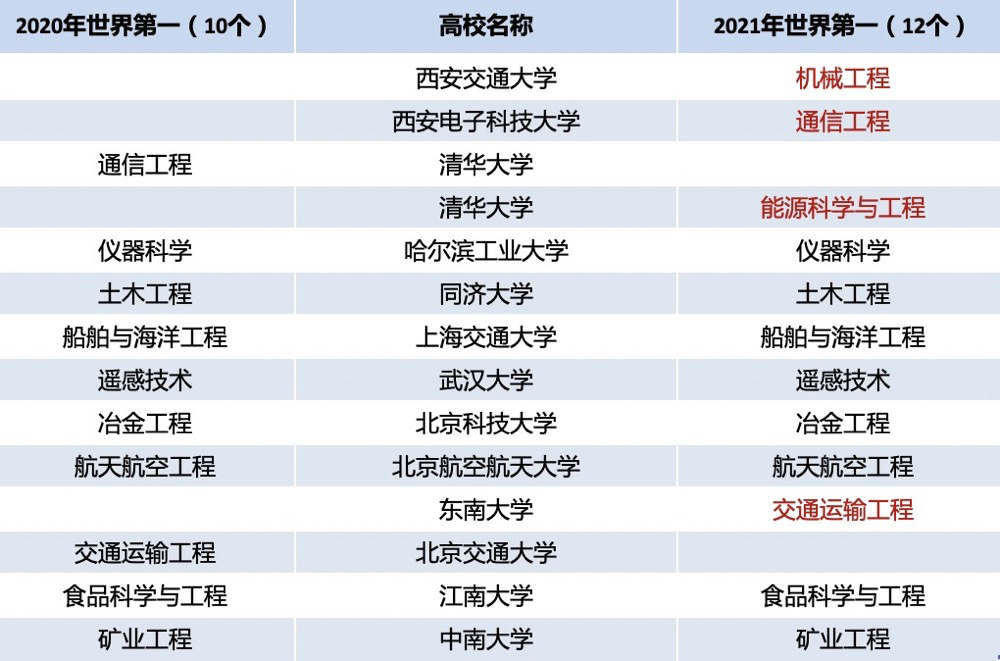 2020年世界第一（10个） 高校名称 2021年世界第一（12个）
西安交通大学 机械工程
西安电子科技大学 通信工程
通信工程 清华大学
清华大学 能源科学与工程
仪器科学 哈尔滨工业大学 仪器科学
土木工程 同济大学 土木工程
船舶与海洋工程 上海交通大学 船舶与海洋工程
遥感技术 武汉大学 遥感技术
冶金工程 北京科技大学 冶金工程
航天航空工程 北京航空航天大学 航天航空工程
东南大学 交通运输工程
交通运输工程 北京交通大学
食品科学与工程 江南大学 食品科学与工程
矿业工程 中南大学 矿业工程